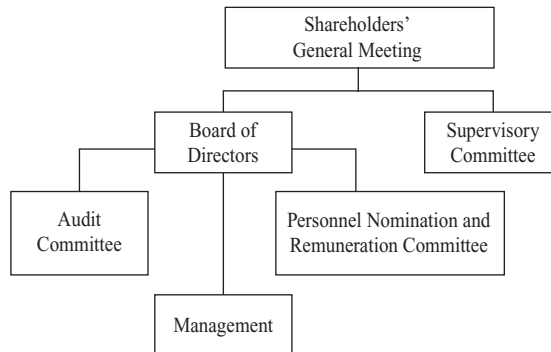 Shareholders’
General Meeting
Board of
Directors
Supervisory
Committee
Audit
Committee
Personnel Nomination and
Remuneration Committee
Management